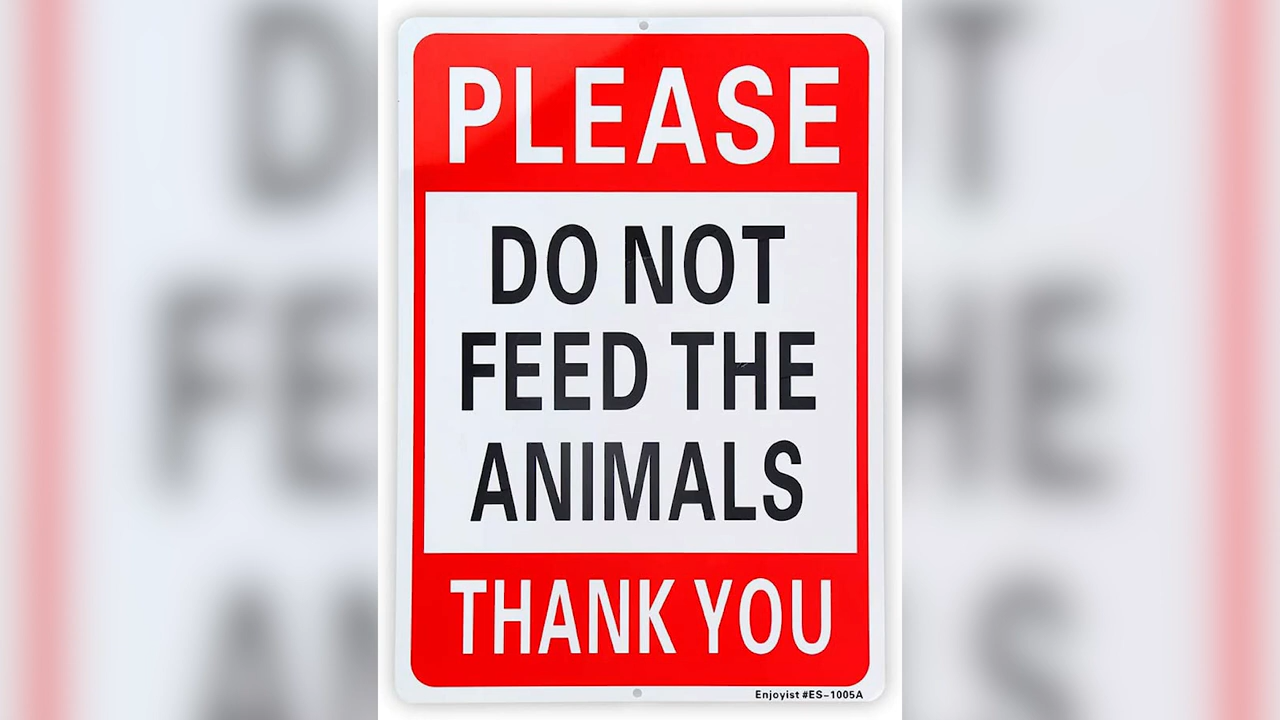 PLEASE
DO NOT
FEED THE
ANIMALS
THANK YOU
Enjoyist #ES-1005A